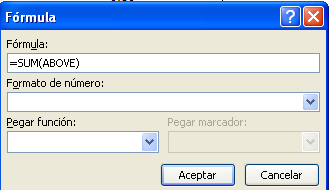 Fórmula
Fórmula:
=SUM(ABOVE)
Formato de número:
Pegar función: Pegar marcador:
Aceptar Cancelar